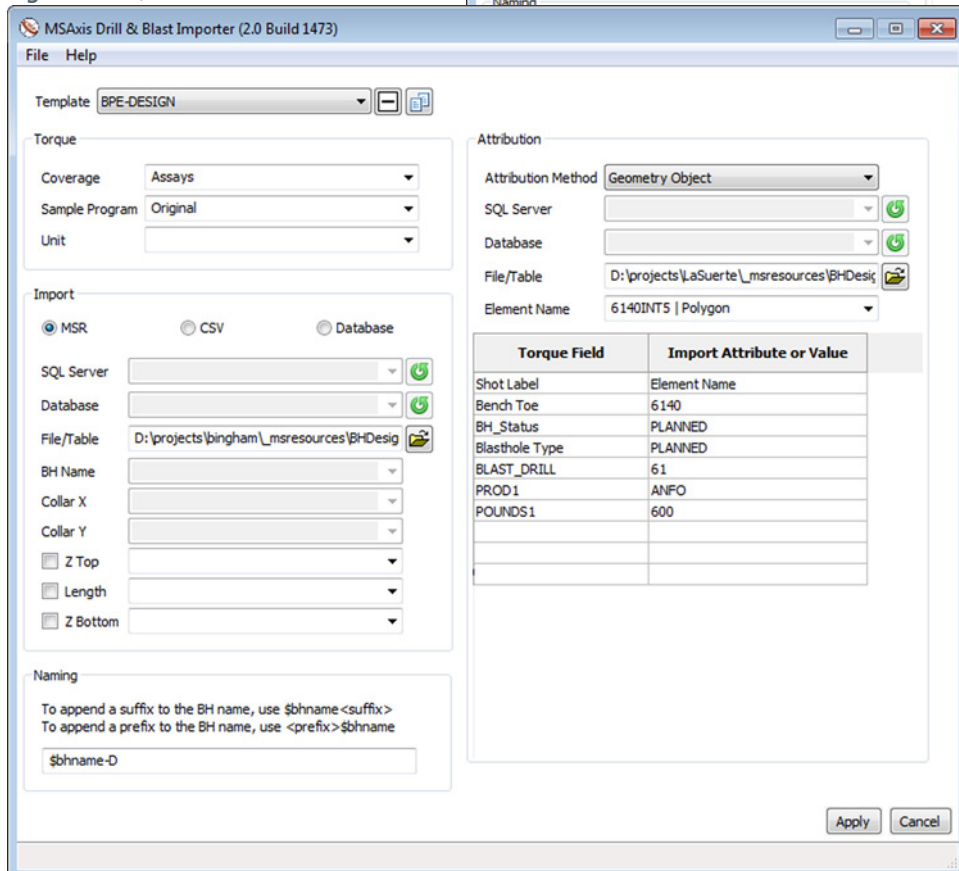 Naming
MSAxis Drill & Blast Importer (2.0 Build 1473)
File Help
Template BPE-DESIGN
Torque
Coverage Assays
Sample Program Original
Unit
Import
MSR CSV Database
SQL Server
Database
File/Table D:\projects\bingham\_msresources\BHDesig
BH Name
Collar X
Collar Y
Z Top
Length
Z Bottom
Naming
To append a suffix to the BH name, use $bhname<suffix>
To append a prefix to the BH name, use <prefix>$bhname
$bhname-D
Attribution
Attribution Method Geometry Object
SQL Server
Database
File/Table D:\projects\LaSuerte\_msresources\BHDesig
Element Name 6140INT5 | Polygon
Torque Field Import Attribute or Value
Shot Label Element Name
Bench Toe 6140
BH_Status PLANNED
Blasthole Type PLANNED
BLAST_DRILL 61
PROD1 ANFO
POUNDS1 600
Apply Cancel